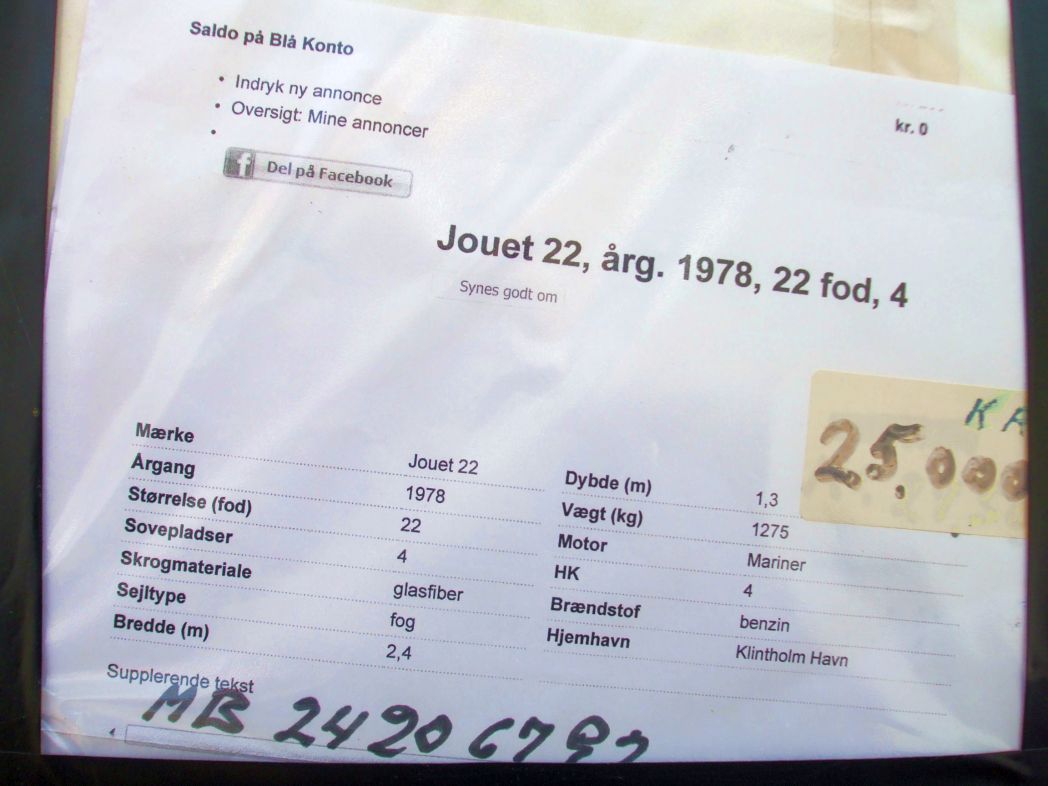 Saldo på Blå Konto
• Indryk ny annonce
• Oversigt: Mine annoncer
•
kr. 0
f Del på Facebook
Jouet 22, årg. 1978, 22 fod, 4
Synes godt om
25.000
Mærke Jouet 22
Årgang 1978
Størrelse (fod) 22
Sovepladser 4
Skrogmateriale glasfiber
Sejltype fog
Bredde (m) 2,4
Dybde (m) 1,3
Vægt (kg) 1275
Motor Mariner
HK 4
Brændstof benzin
Hjemhavn Klintholm Havn
Supplerende tekst
MB 2420 67